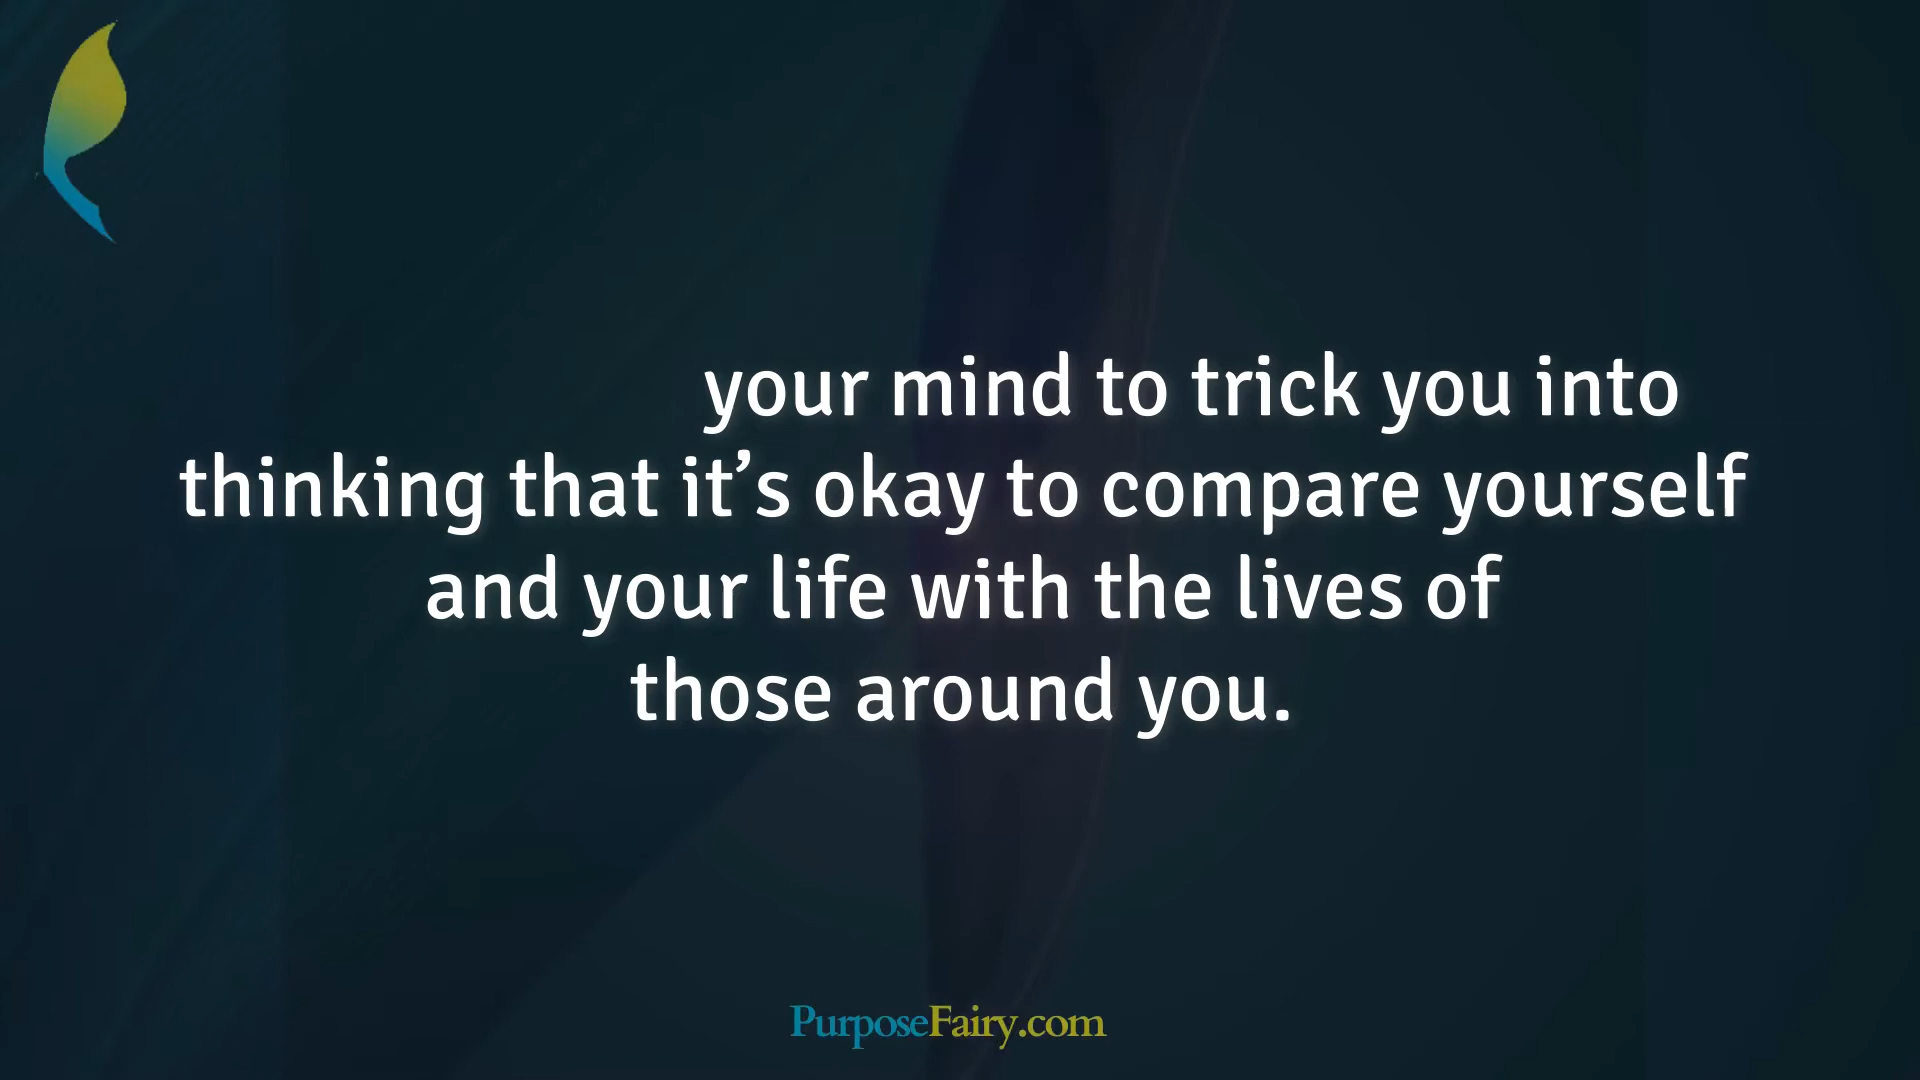 your mind to trick you into
thinking that it’s okay to compare yourself
and your life with the lives of
those around you.
PurposeFairy.com